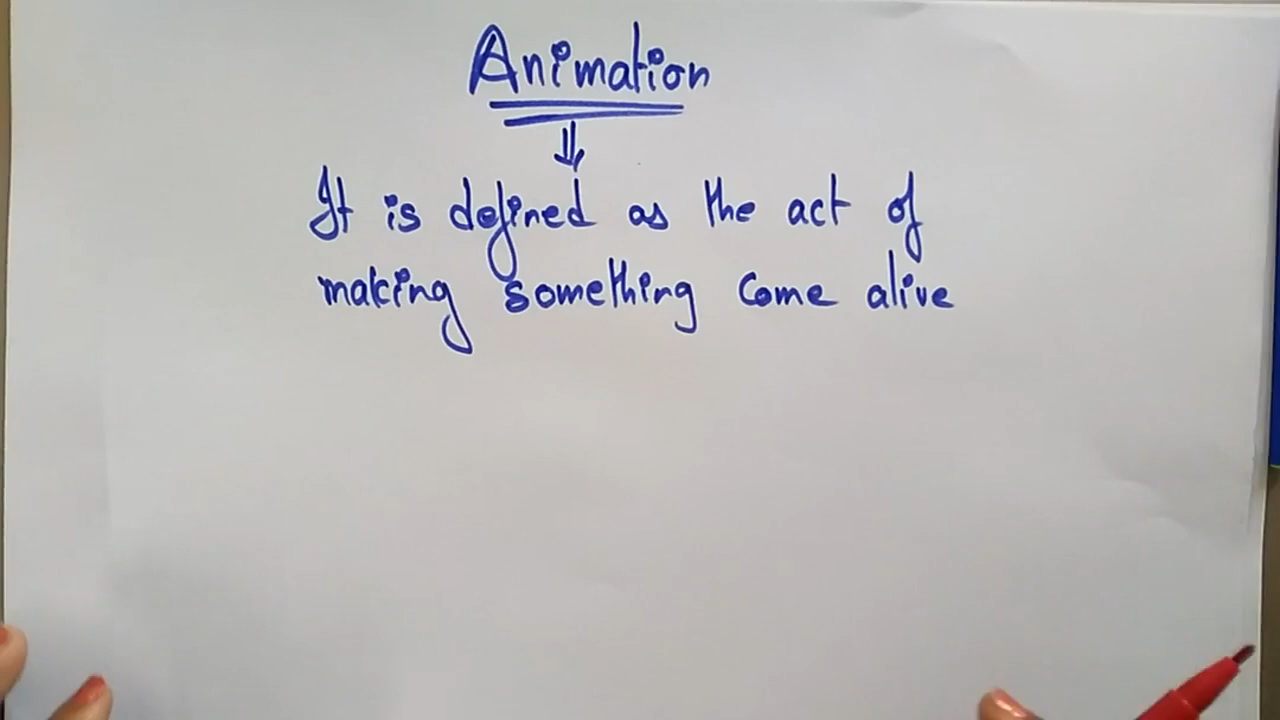 Animation
It is defined as the act of
making something come alive